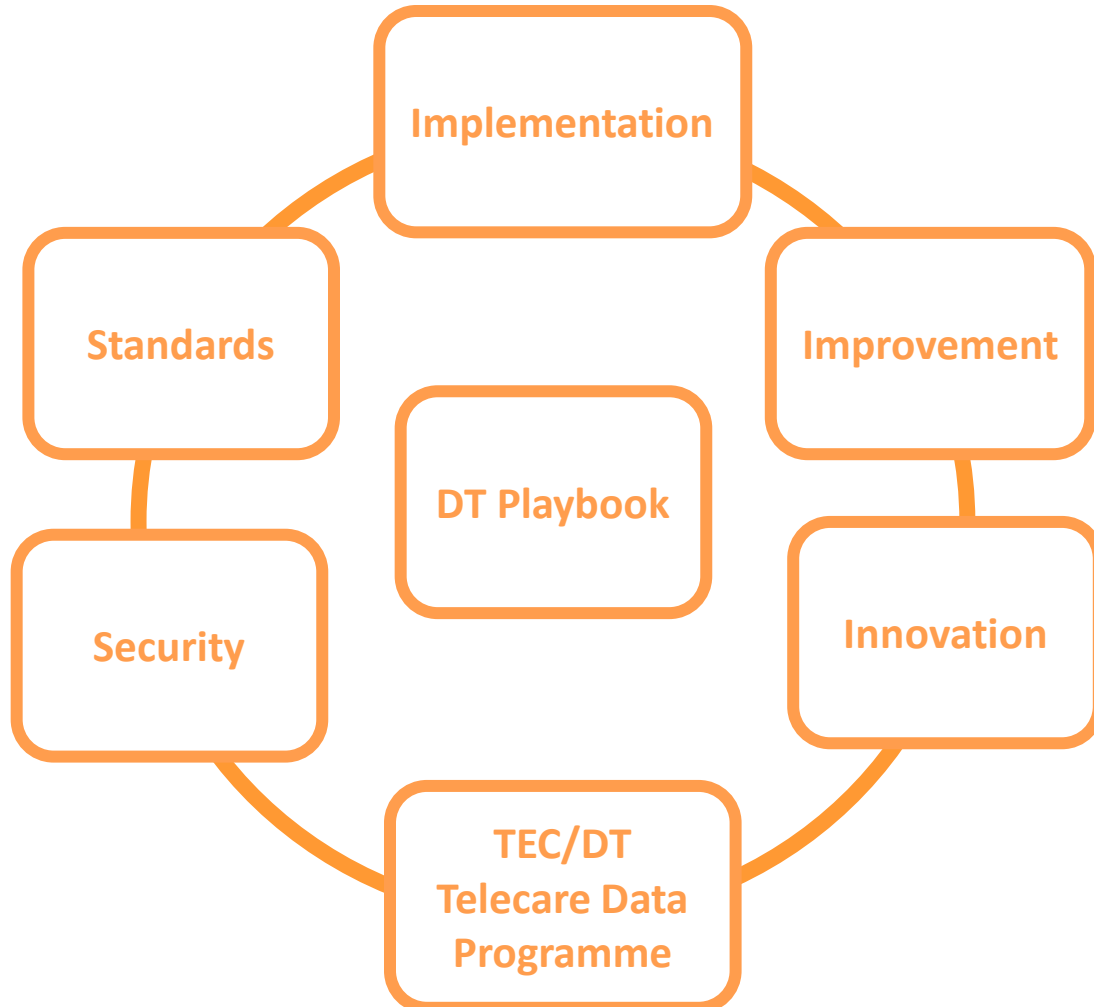 Implementation
Standards
Improvement
DT Playbook
Security
Innovation
TEC/DT
Telecare Data
Programme